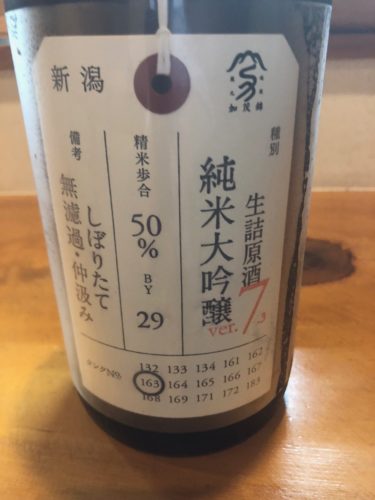 加茂錦
種別
生詰原酒
純米大吟醸
ver.7.3
精米歩合
50%
BY
29
新潟
備考
しぼりたて
無濾過・仲汲み
タンクNo.
132 133 134 161 162
163 164 165 166 167
168 169 171 172 183